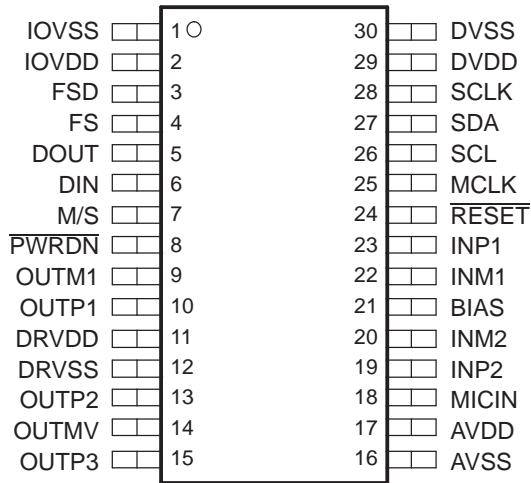 IOVSS 1 30 DVSS
IOVDD 2 29 DVDD
FSD 3 28 SCLK
FS 4 27 SDA
DOUT 5 26 SCL
DIN 6 25 MCLK
M/S 7 24 RESET
PWRDN 8 23 INP1
OUTM1 9 22 INM1
OUTP1 10 21 BIAS
DRVDD 11 20 INM2
DRVSS 12 19 INP2
OUTP2 13 18 MICIN
OUTMV 14 17 AVDD
OUTP3 15 16 AVSS